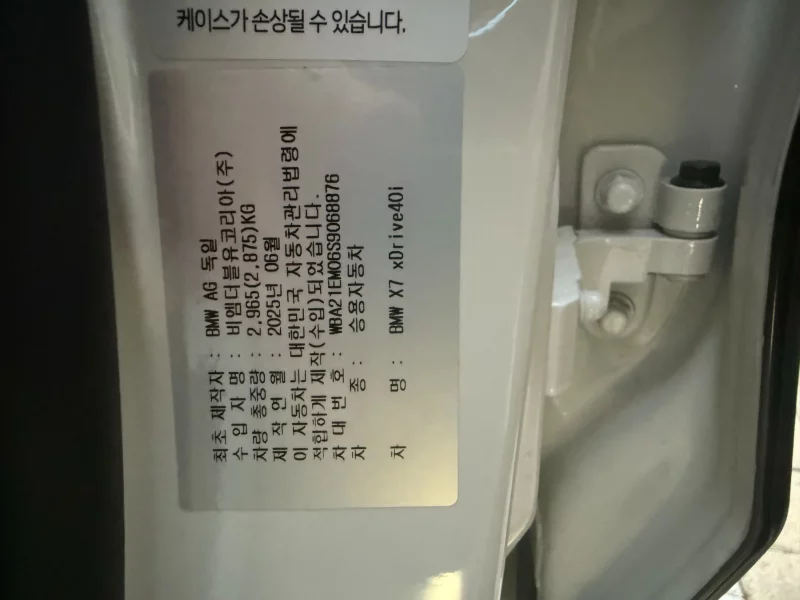 케이스가 손상될 수 있습니다.
최초 제작자 : BMW AG 독일
수 입 자 명 : 비엠더블유코리아(주)
차량 총중량 : 2,965(2,875)KG
제 작 연 월 : 2025년 06월
이 자동차는 대한민국 자동차관리법령에
적합하게 제작(수입)되었습니다.
차 대 번 호 : WBA21EM06S9068876
차 종 : 승용자동차
차 명 : BMW X7 xDrive40i